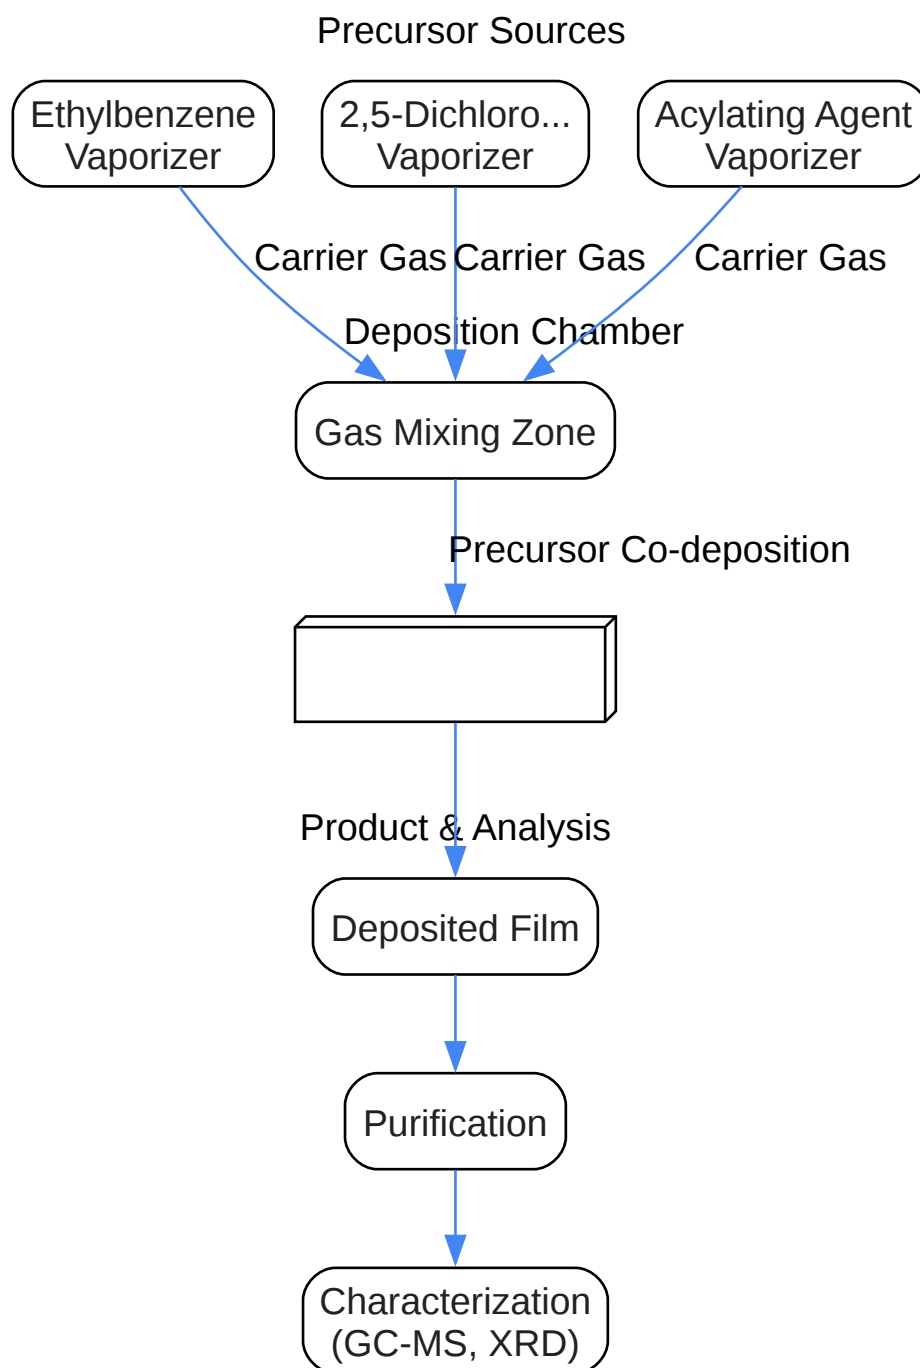 Precursor Sources
Ethylbenzene
Vaporizer
2,5-Dichloro...
Vaporizer
Acylating Agent
Vaporizer
Carrier Gas
Carrier Gas
Carrier Gas
Deposition Chamber
Gas Mixing Zone
Precursor Co-deposition
Product & Analysis
Deposited Film
Purification
Characterization
(GC-MS, XRD)